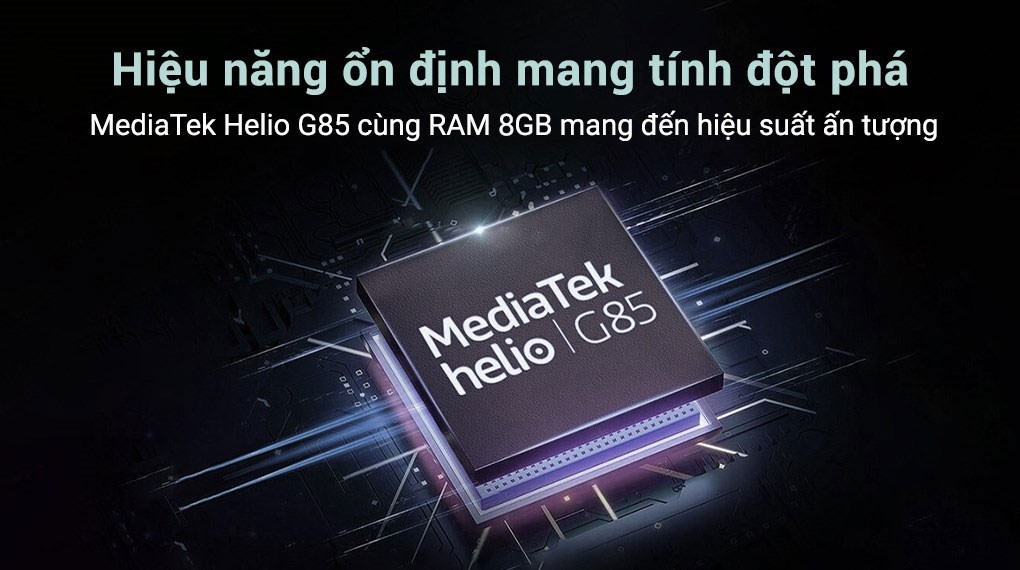 Hiệu năng ổn định mang tính đột phá
MediaTek Helio G85 cùng RAM 8GB mang đến hiệu suất ấn tượng
MediaTek
helio | G85